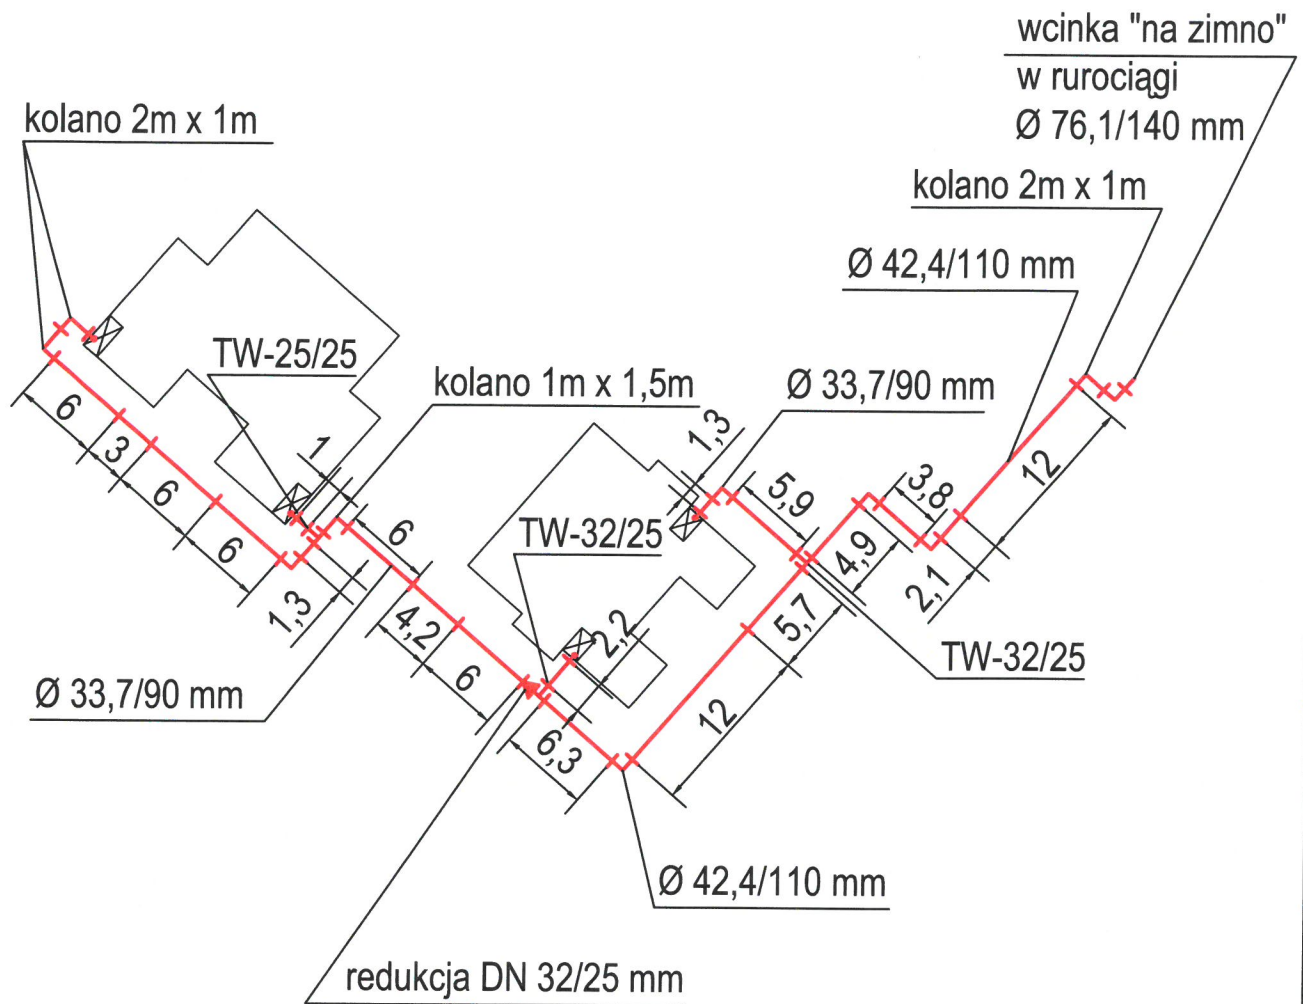 wcinka "na zimno"
w rurociągi
Ø 76,1/140 mm
kolano 2m x 1m
kolano 2m x 1m
Ø 42,4/110 mm
TW-25/25
kolano 1m x 1,5m
Ø 33,7/90 mm
1,3
12
6
3
6
6
1
5,9
3,8
6
TW-32/25
4,9
2,1
1,3
4,2
6
2,2
5,7
TW-32/25
Ø 33,7/90 mm
12
6,3
Ø 42,4/110 mm
redukcja DN 32/25 mm